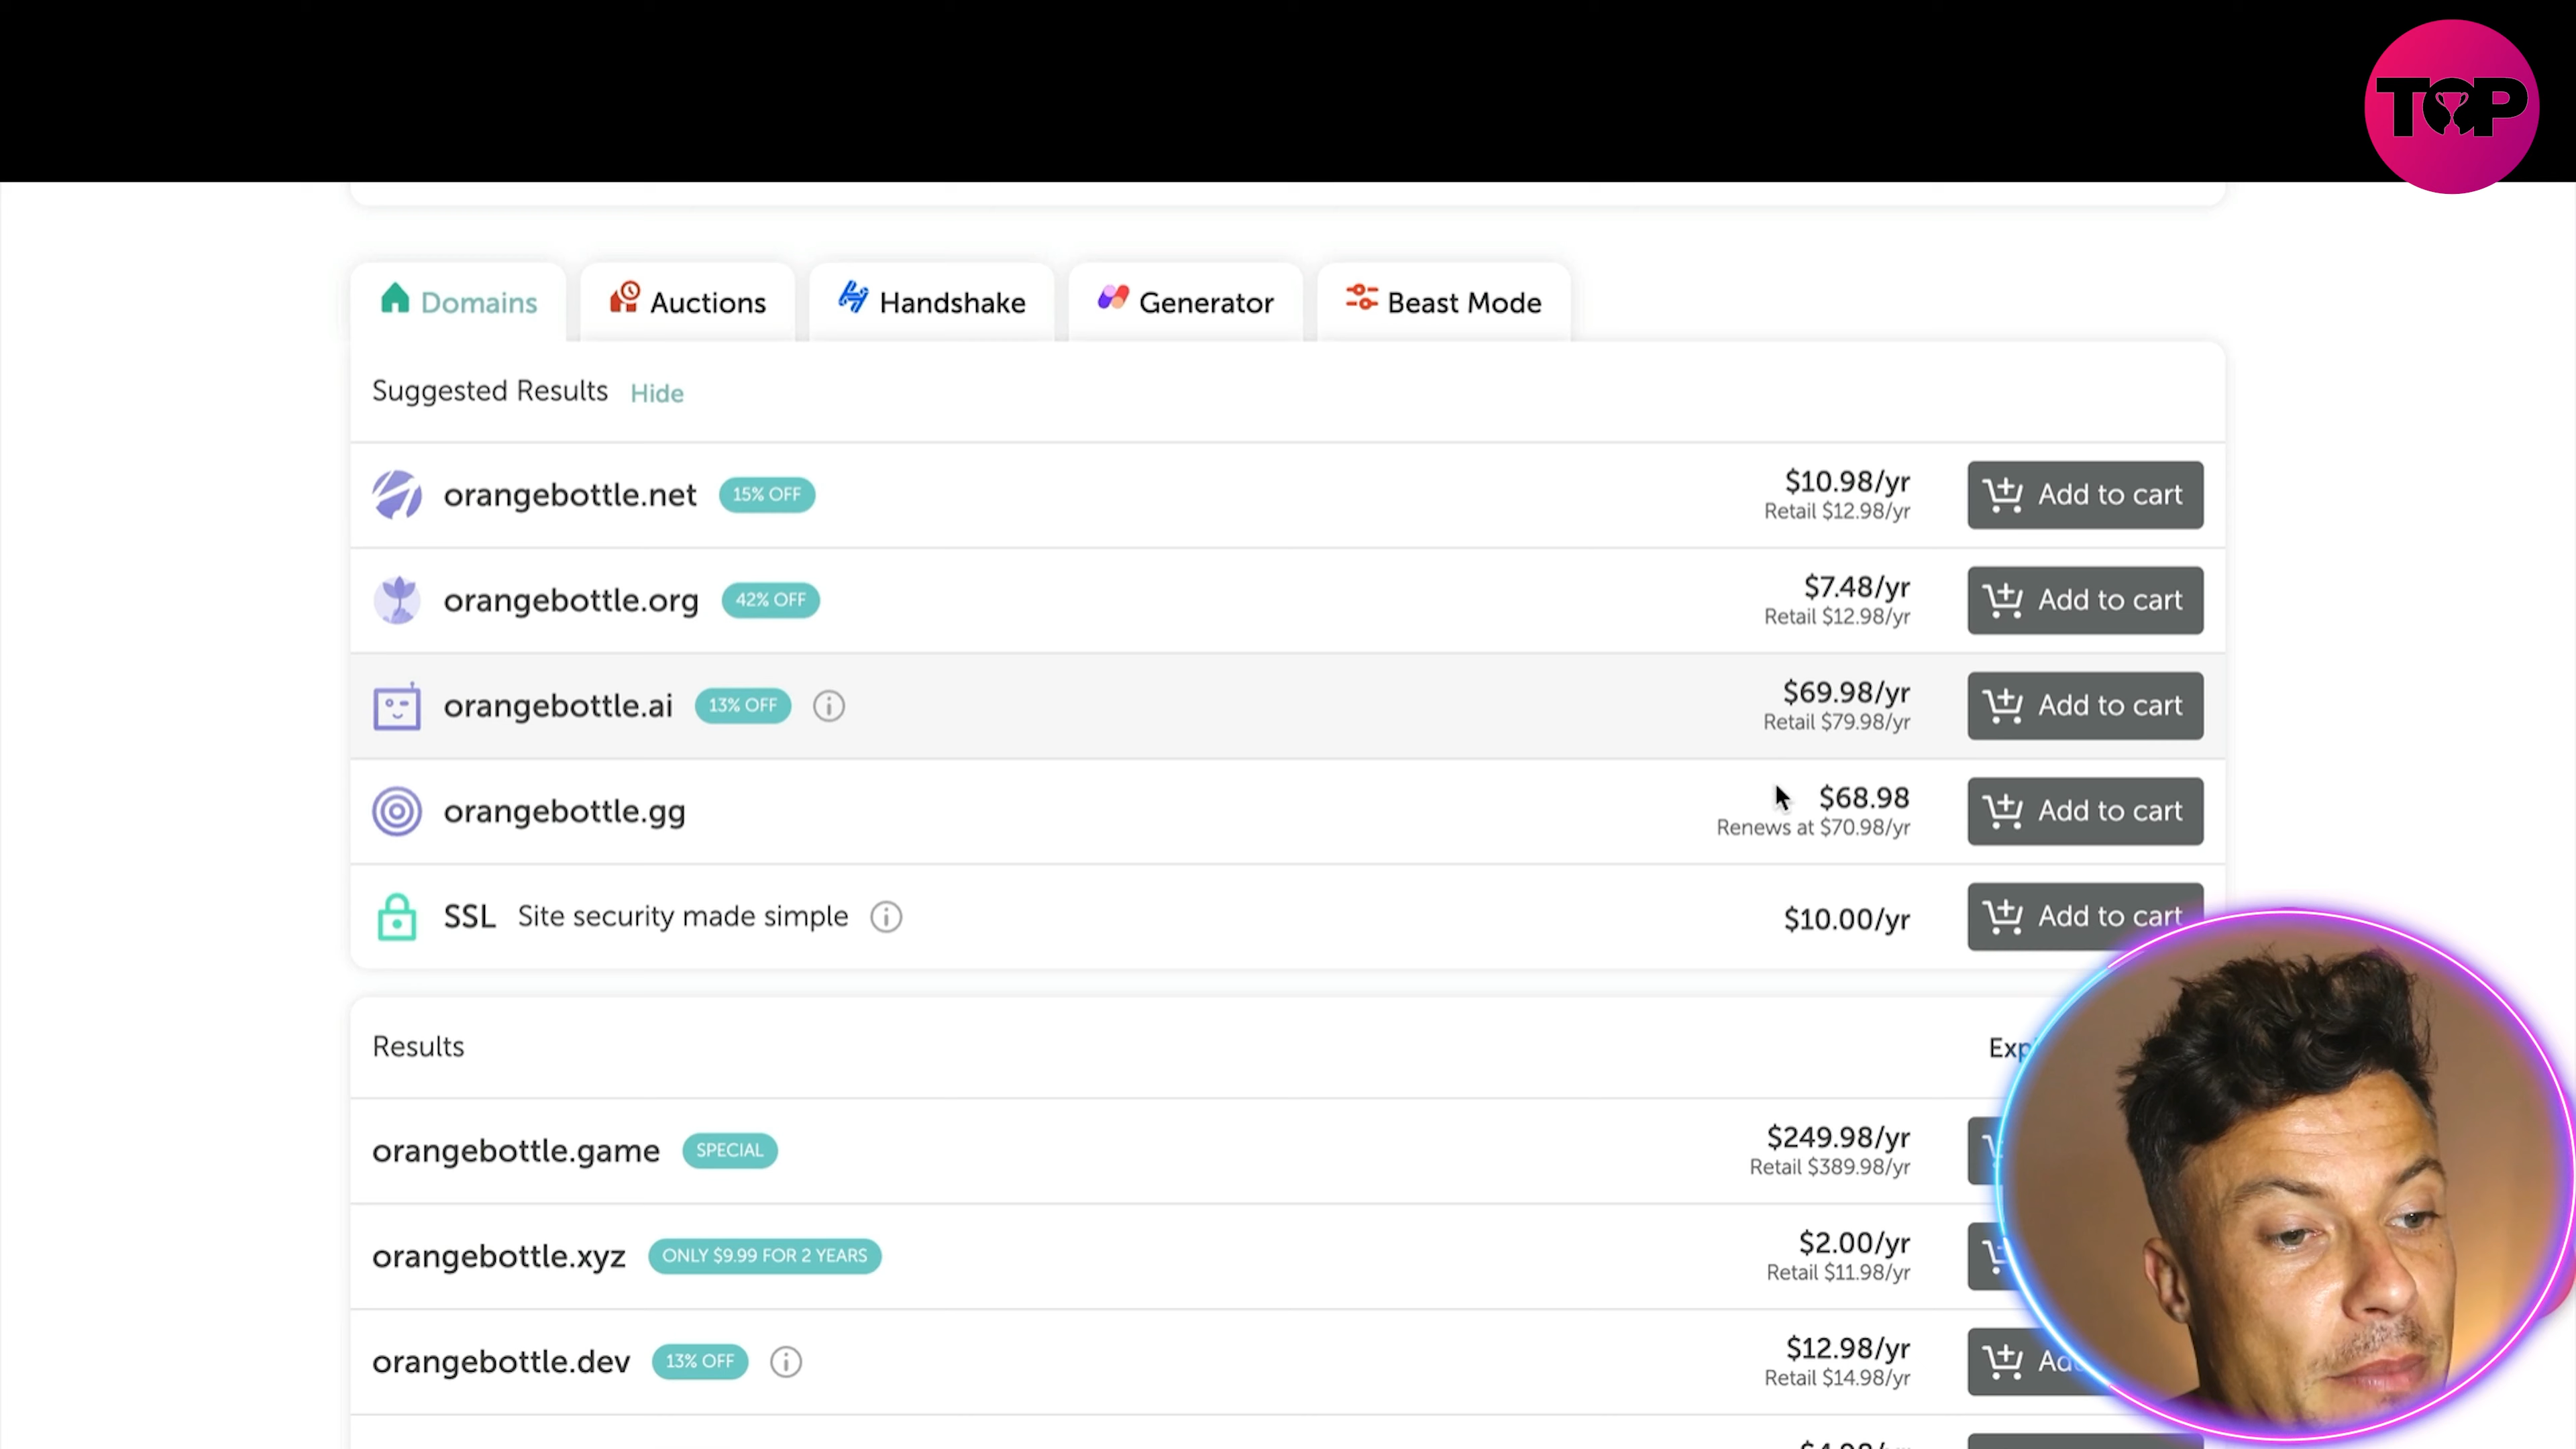 TOP
Domains Auctions Handshake Generator Beast Mode
Suggested Results Hide
orangebottle.net 15% OFF $10.98/yr Add to cart
Retail $12.98/yr
orangebottle.org 42% OFF $7.48/yr Add to cart
Retail $12.98/yr
orangebottle.ai 13% OFF $69.98/yr Add to cart
Retail $79.98/yr
orangebottle.gg $68.98 Add to cart
Renews at $70.98/yr
SSL Site security made simple $10.00/yr Add to cart
Results
orangebottle.game SPECIAL $249.98/yr
Retail $389.98/yr
orangebottle.xyz ONLY $9.99 FOR 2 YEARS $2.00/yr
Retail $11.98/yr
orangebottle.dev 13% OFF $12.98/yr
Retail $14.98/yr